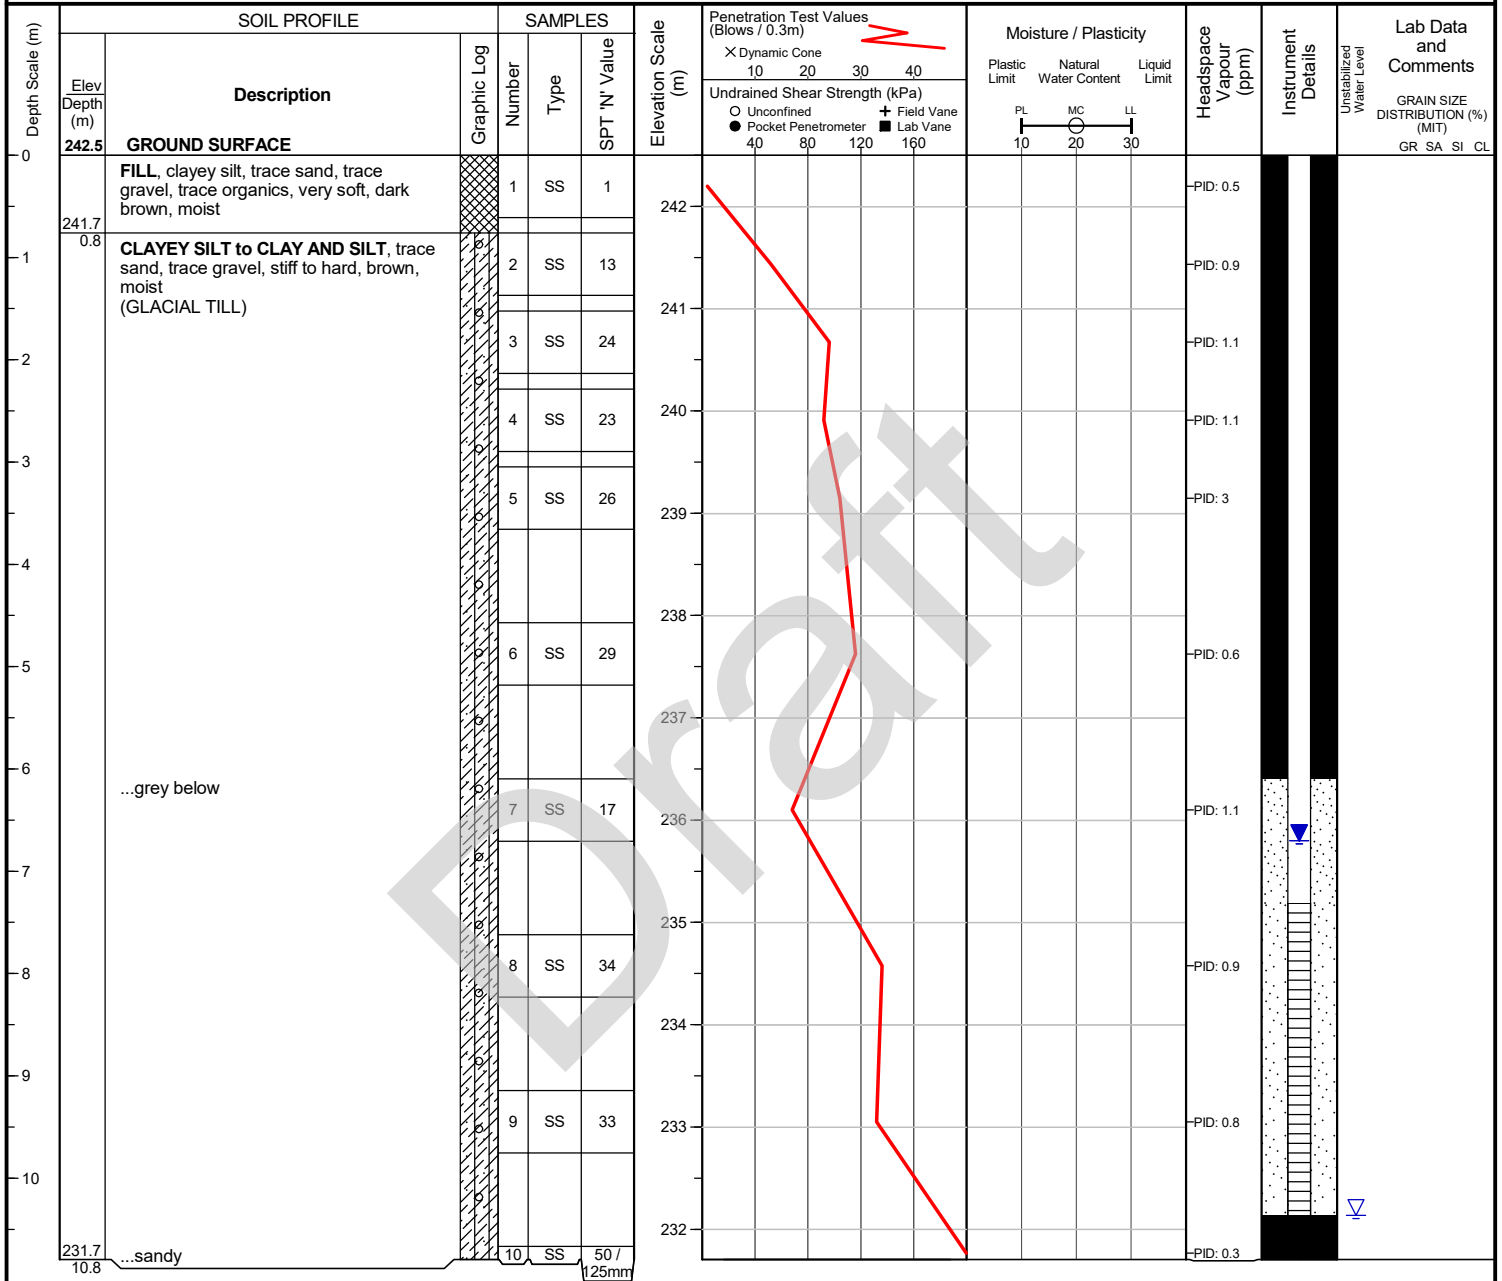 SOIL PROFILE
SAMPLES
Depth Scale (m)
Elev
Depth
(m)
242.5
Description
GROUND SURFACE
Graphic Log
Number
Type
SPT 'N' Value
Elevation Scale
(m)
Penetration Test Values
(Blows / 0.3m)
X Dynamic Cone
10 20 30 40
Undrained Shear Strength (kPa)
Unconfined + Field Vane
Pocket Penetrometer Lab Vane
40 80 120 160
Moisture / Plasticity
Plastic Limit
Natural Water Content
Liquid Limit
PL MC LL
10 20 30
Headspace
Vapour
(ppm)
Instrument
Details
Unstabilized
Water Level
Lab Data
and
Comments
GRAIN SIZE
DISTRIBUTION (%)
(MIT)
GR SA SI CL
0
FILL, clayey silt, trace sand, trace
gravel, trace organics, very soft, dark
brown, moist
1 SS 1
PID: 0.5
242
241.7
0.8
CLAYEY SILT to CLAY AND SILT, trace
sand, trace gravel, stiff to hard, brown,
moist
(GLACIAL TILL)
1
2 SS 13
PID: 0.9
241
3 SS 24
PID: 1.1
2
240
4 SS 23
PID: 1.1
3
5 SS 26
PID: 3
239
4
238
6 SS 29
PID: 0.6
5
237
6
...grey below
7 SS 17
PID: 1.1
236
7
235
8 SS 34
PID: 0.9
8
234
9
9 SS 33
PID: 0.8
233
10
232
231.7
10.8
...sandy
10 SS 50 /
125mm
PID: 0.3
Draft